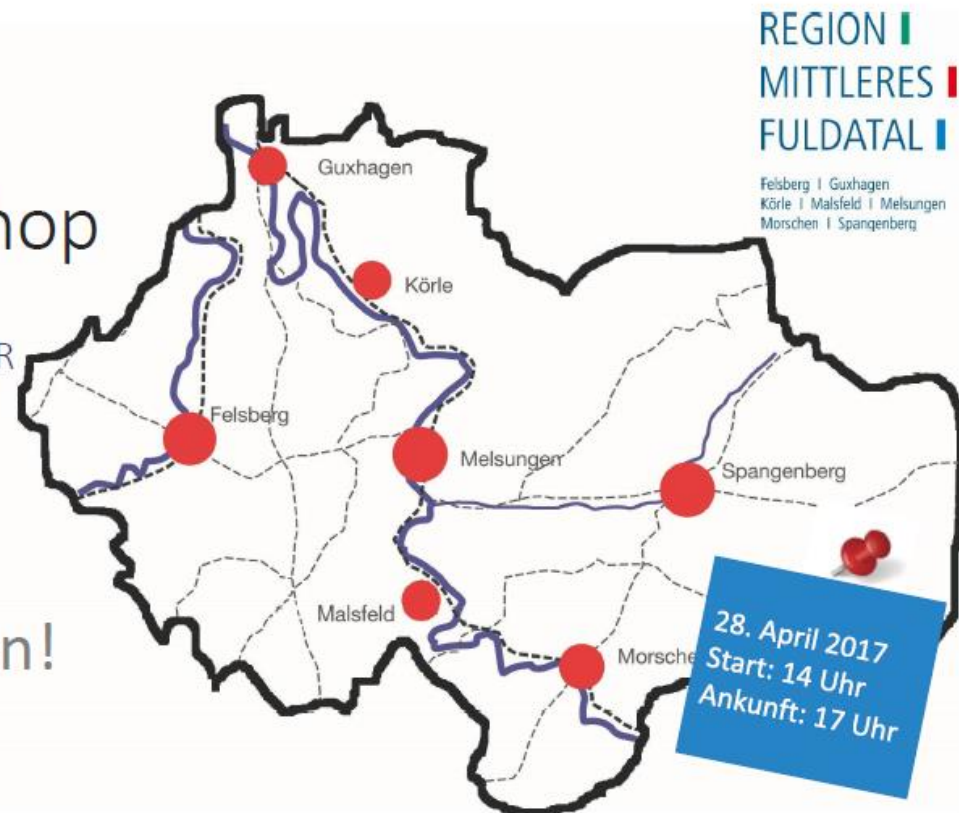 REGION
MITTLERES
FULDATAL
Felsberg | Guxhagen
Körle | Malsfeld | Melsungen
Morschen | Spangenberg
hop
R
n!
Guxhagen
Körle
Felsberg
Melsungen
Spangenberg
Malsfeld
Morsche
28. April 2017
Start: 14 Uhr
Ankunft: 17 Uhr